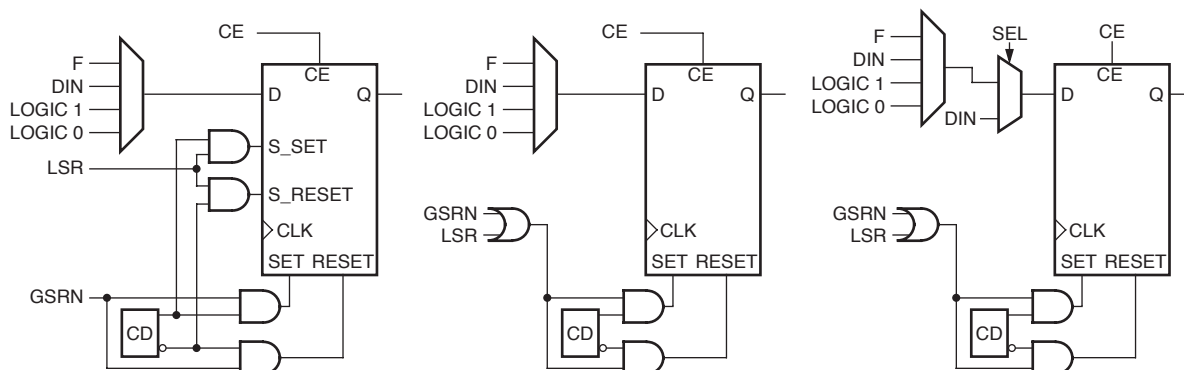 CE
F
DIN
LOGIC 1
LOGIC 0
LSR
GSRN
CE
D
Q
S_SET
S_RESET
CLK
SET RESET
CD
CE
F
DIN
LOGIC 1
LOGIC 0
GSRN
LSR
CE
D
Q
CLK
SET RESET
CD
F
DIN
LOGIC 1
LOGIC 0
SEL
DIN
CE
GSRN
LSR
CE
D
Q
CLK
SET RESET
CD